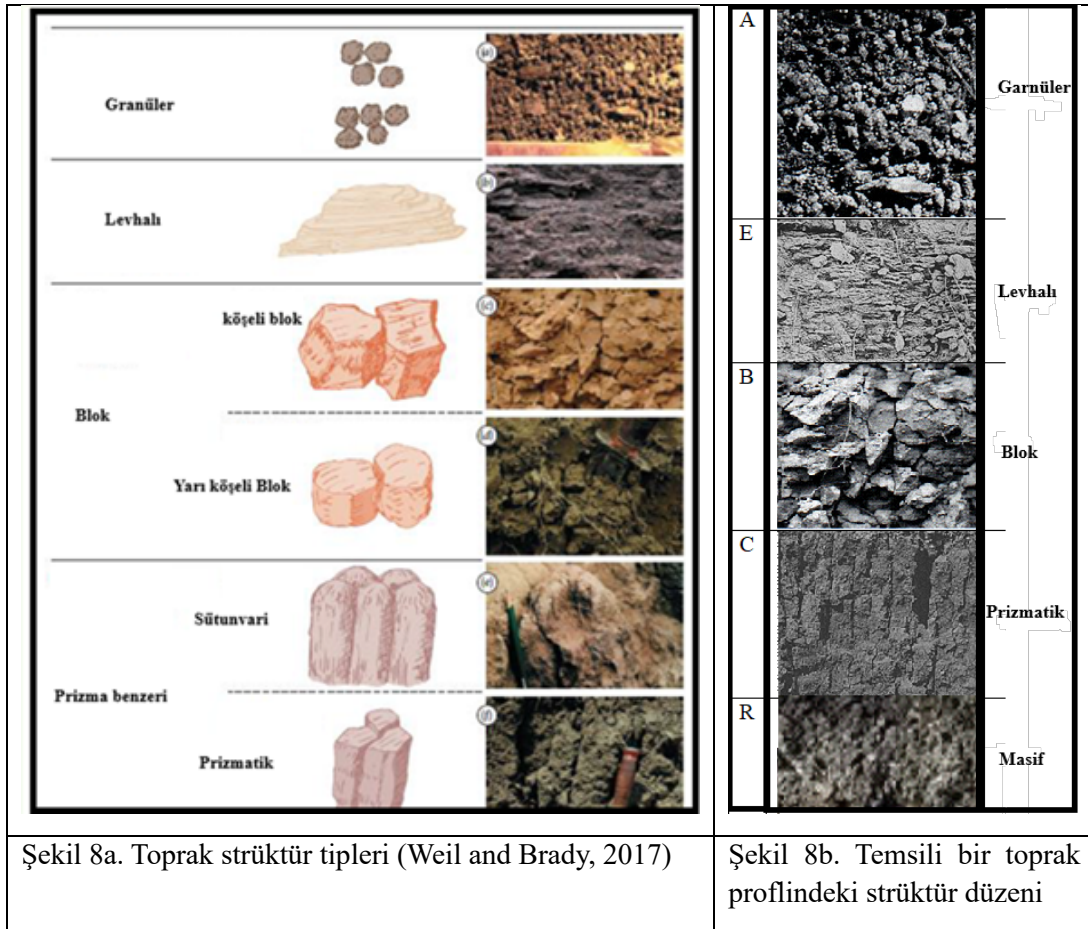 Granüler
(a)
Levhalı
(b)
köşeli blok
(c)
Blok
Yarı köşeli Blok
(d)
Sütunvari
(e)
Prizma benzeri
Prizmatik
(f)
A
Garnüler
E
Levhalı
B
Blok
C
Prizmatik
R
Masif
Şekil 8a. Toprak strüktür tipleri (Weil and Brady, 2017)
Şekil 8b. Temsili bir toprak
proflindeki strüktür düzeni